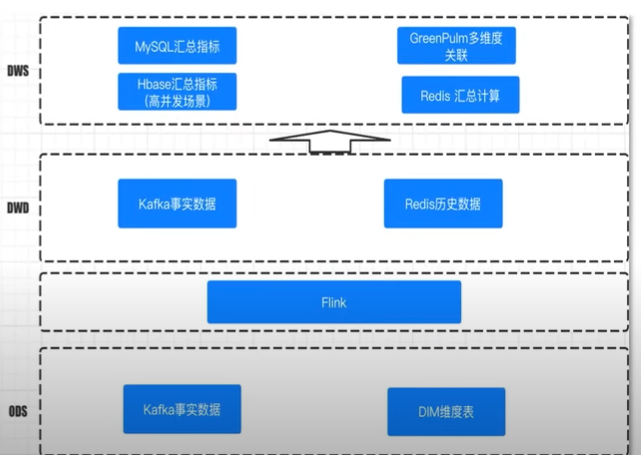 MySQL汇总指标
GreenPulm多维度
关联
DWS
Hbase汇总指标
(高并发场景)
Redis 汇总计算
DWD
Kafka事实数据
Redis历史数据
Flink
ODS
Kafka事实数据
DIM维度表